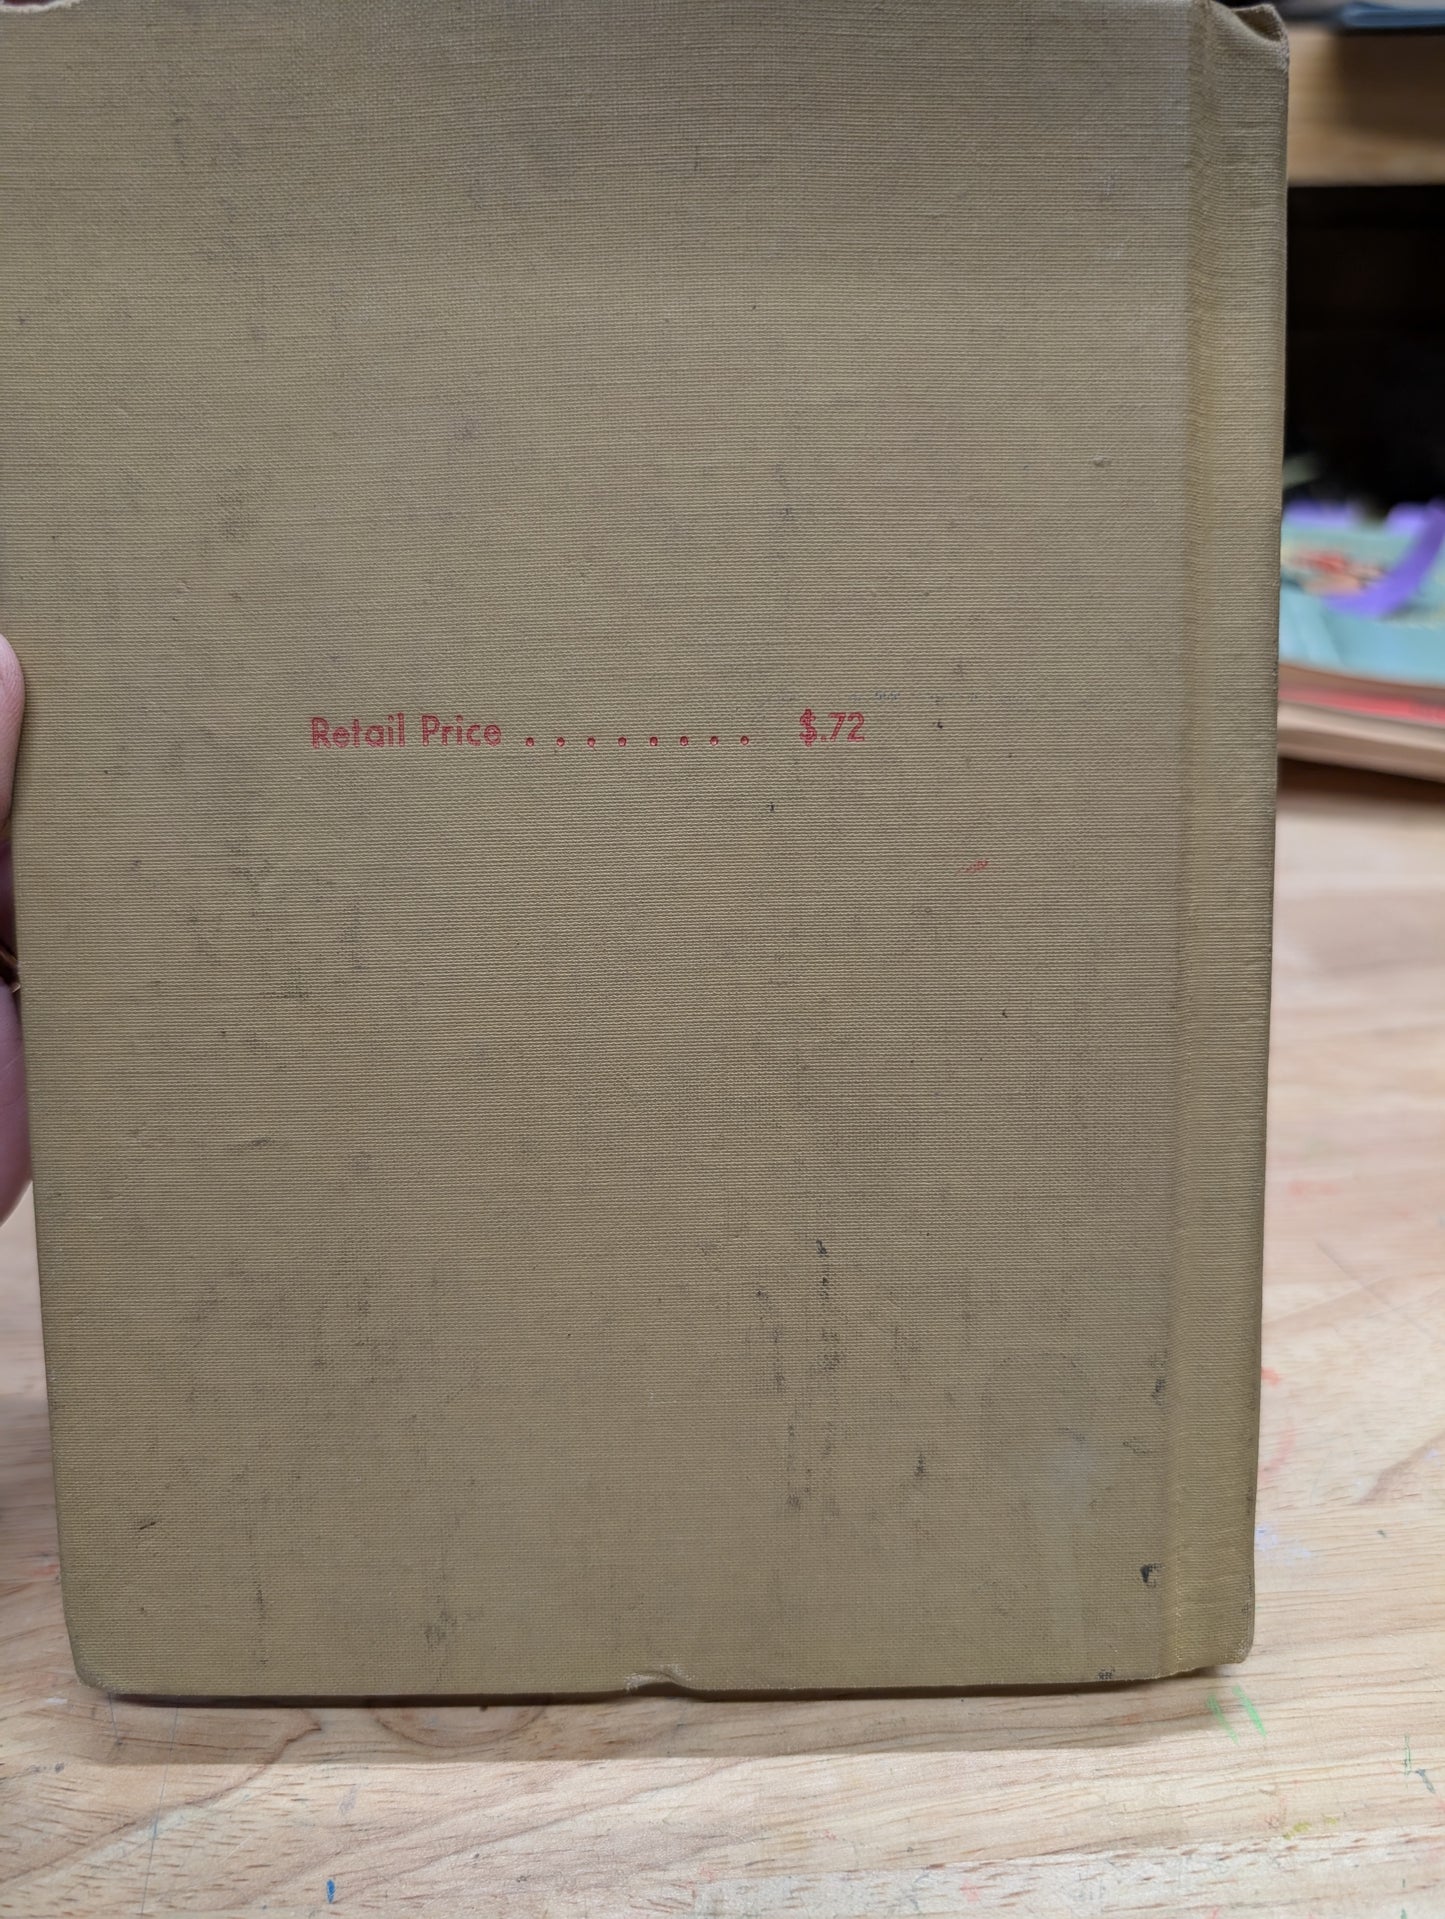 Retail Price . . . . . . . . $.72